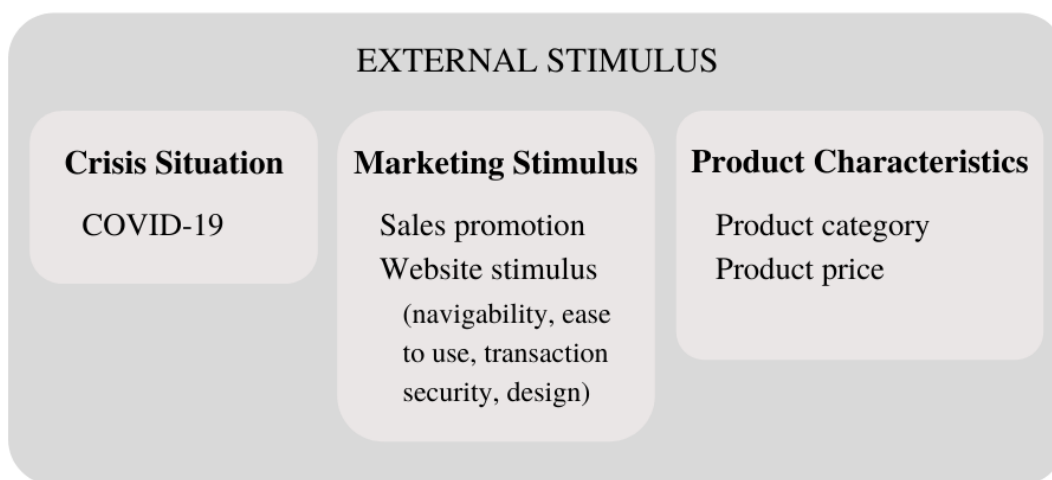 EXTERNAL STIMULUS
Crisis Situation
COVID-19
Marketing Stimulus
Sales promotion
Website stimulus
(navigability, ease
to use, transaction
security, design)
Product Characteristics
Product category
Product price